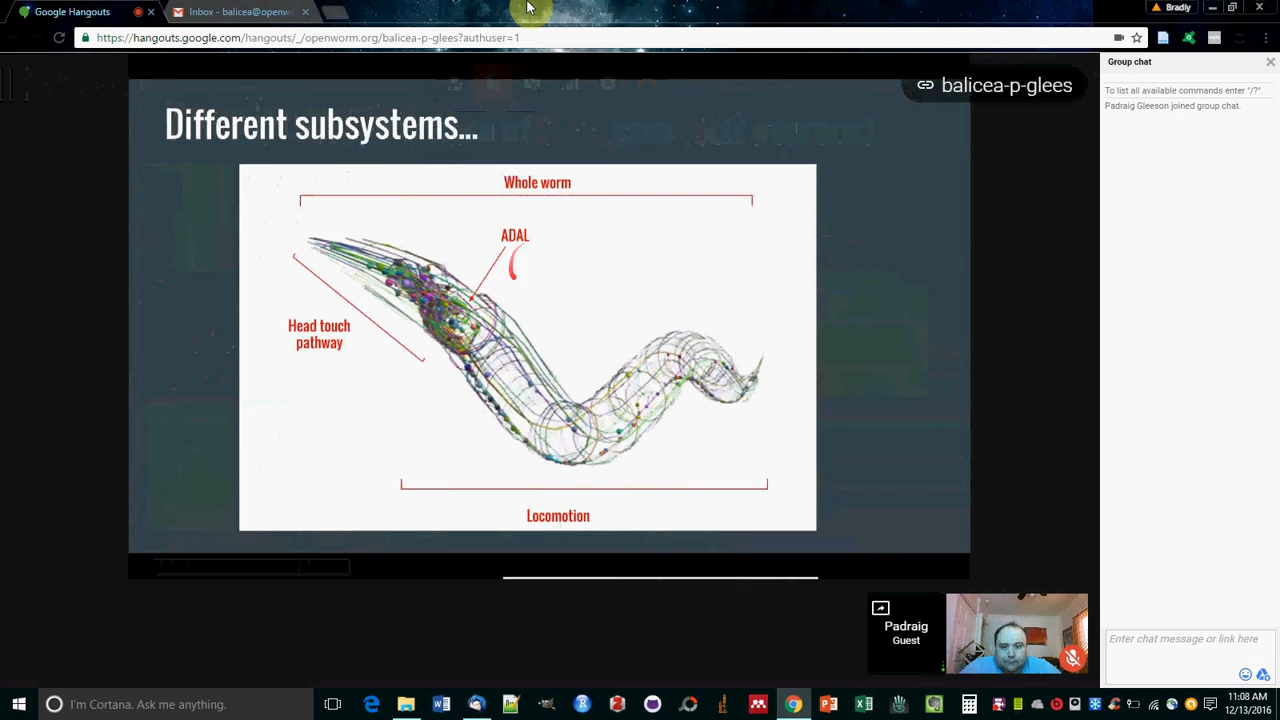 Google Hangouts
Inbox - balicea@openw
Bradly
https://hangouts.google.com/hangouts/_/openworm.org/balicea-p-glees?authuser=1
balicea-p-glees
Group chat
To list all available commands enter "/?".
Padraig Gleeson joined group chat.
Different subsystems...
Whole worm
ADAL
Head touch
pathway
Locomotion
Padraig
Guest
Enter chat message or link here
I'm Cortana. Ask me anything.
11:08 AM
12/13/2016